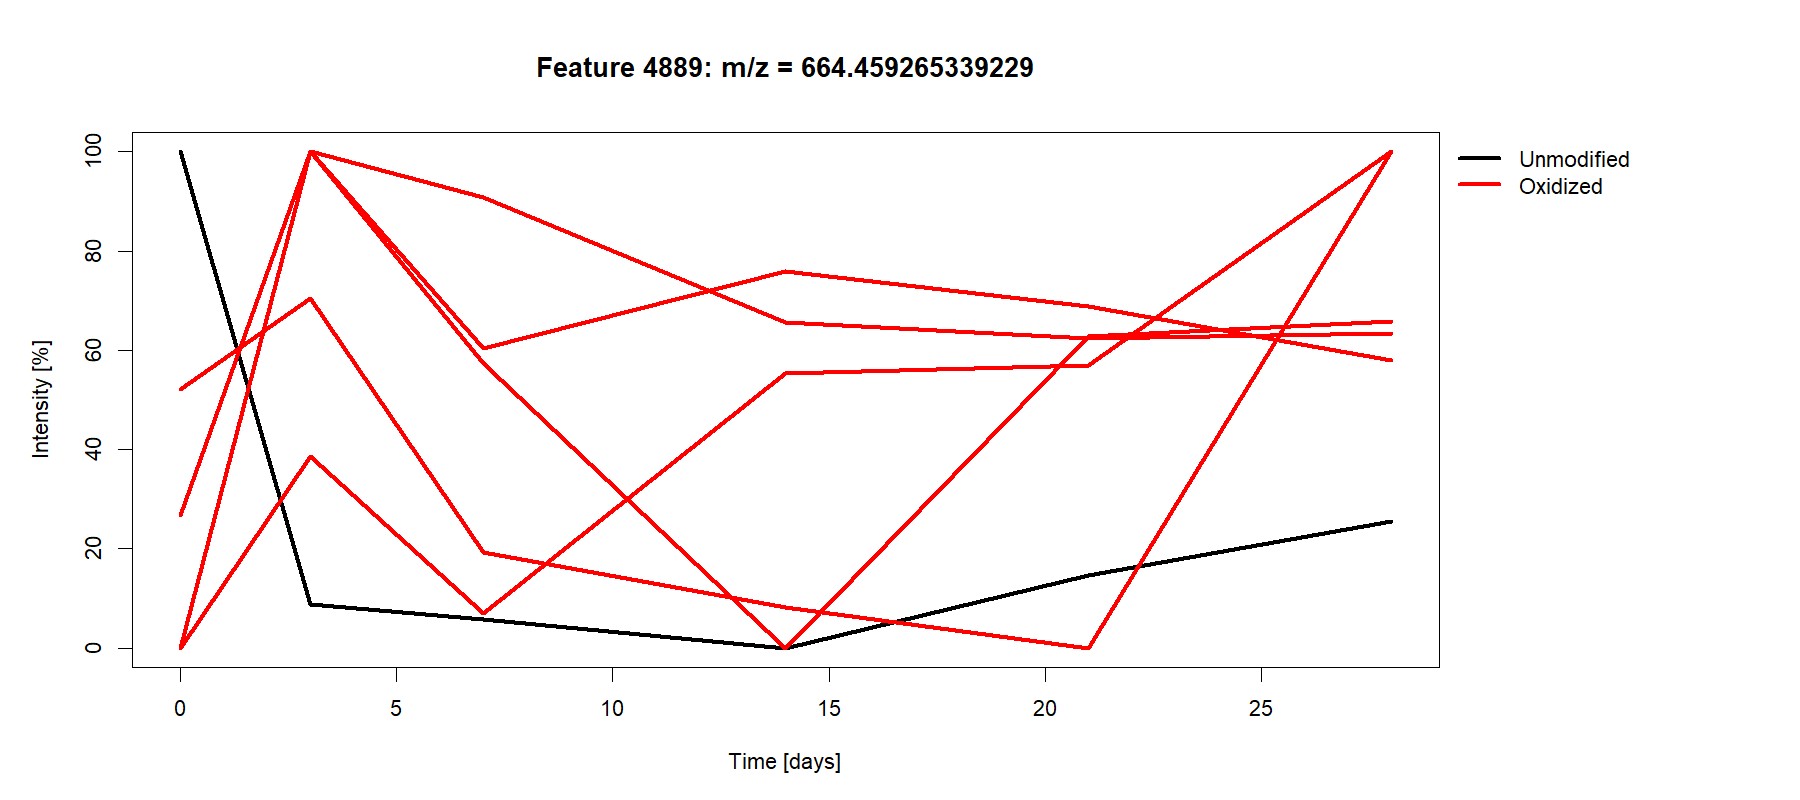 Feature 4889: m/z = 664.459265339229
Unmodified
Oxidized
Intensity [%]
100
80
60
40
20
0
0 5 10 15 20 25
Time [days]